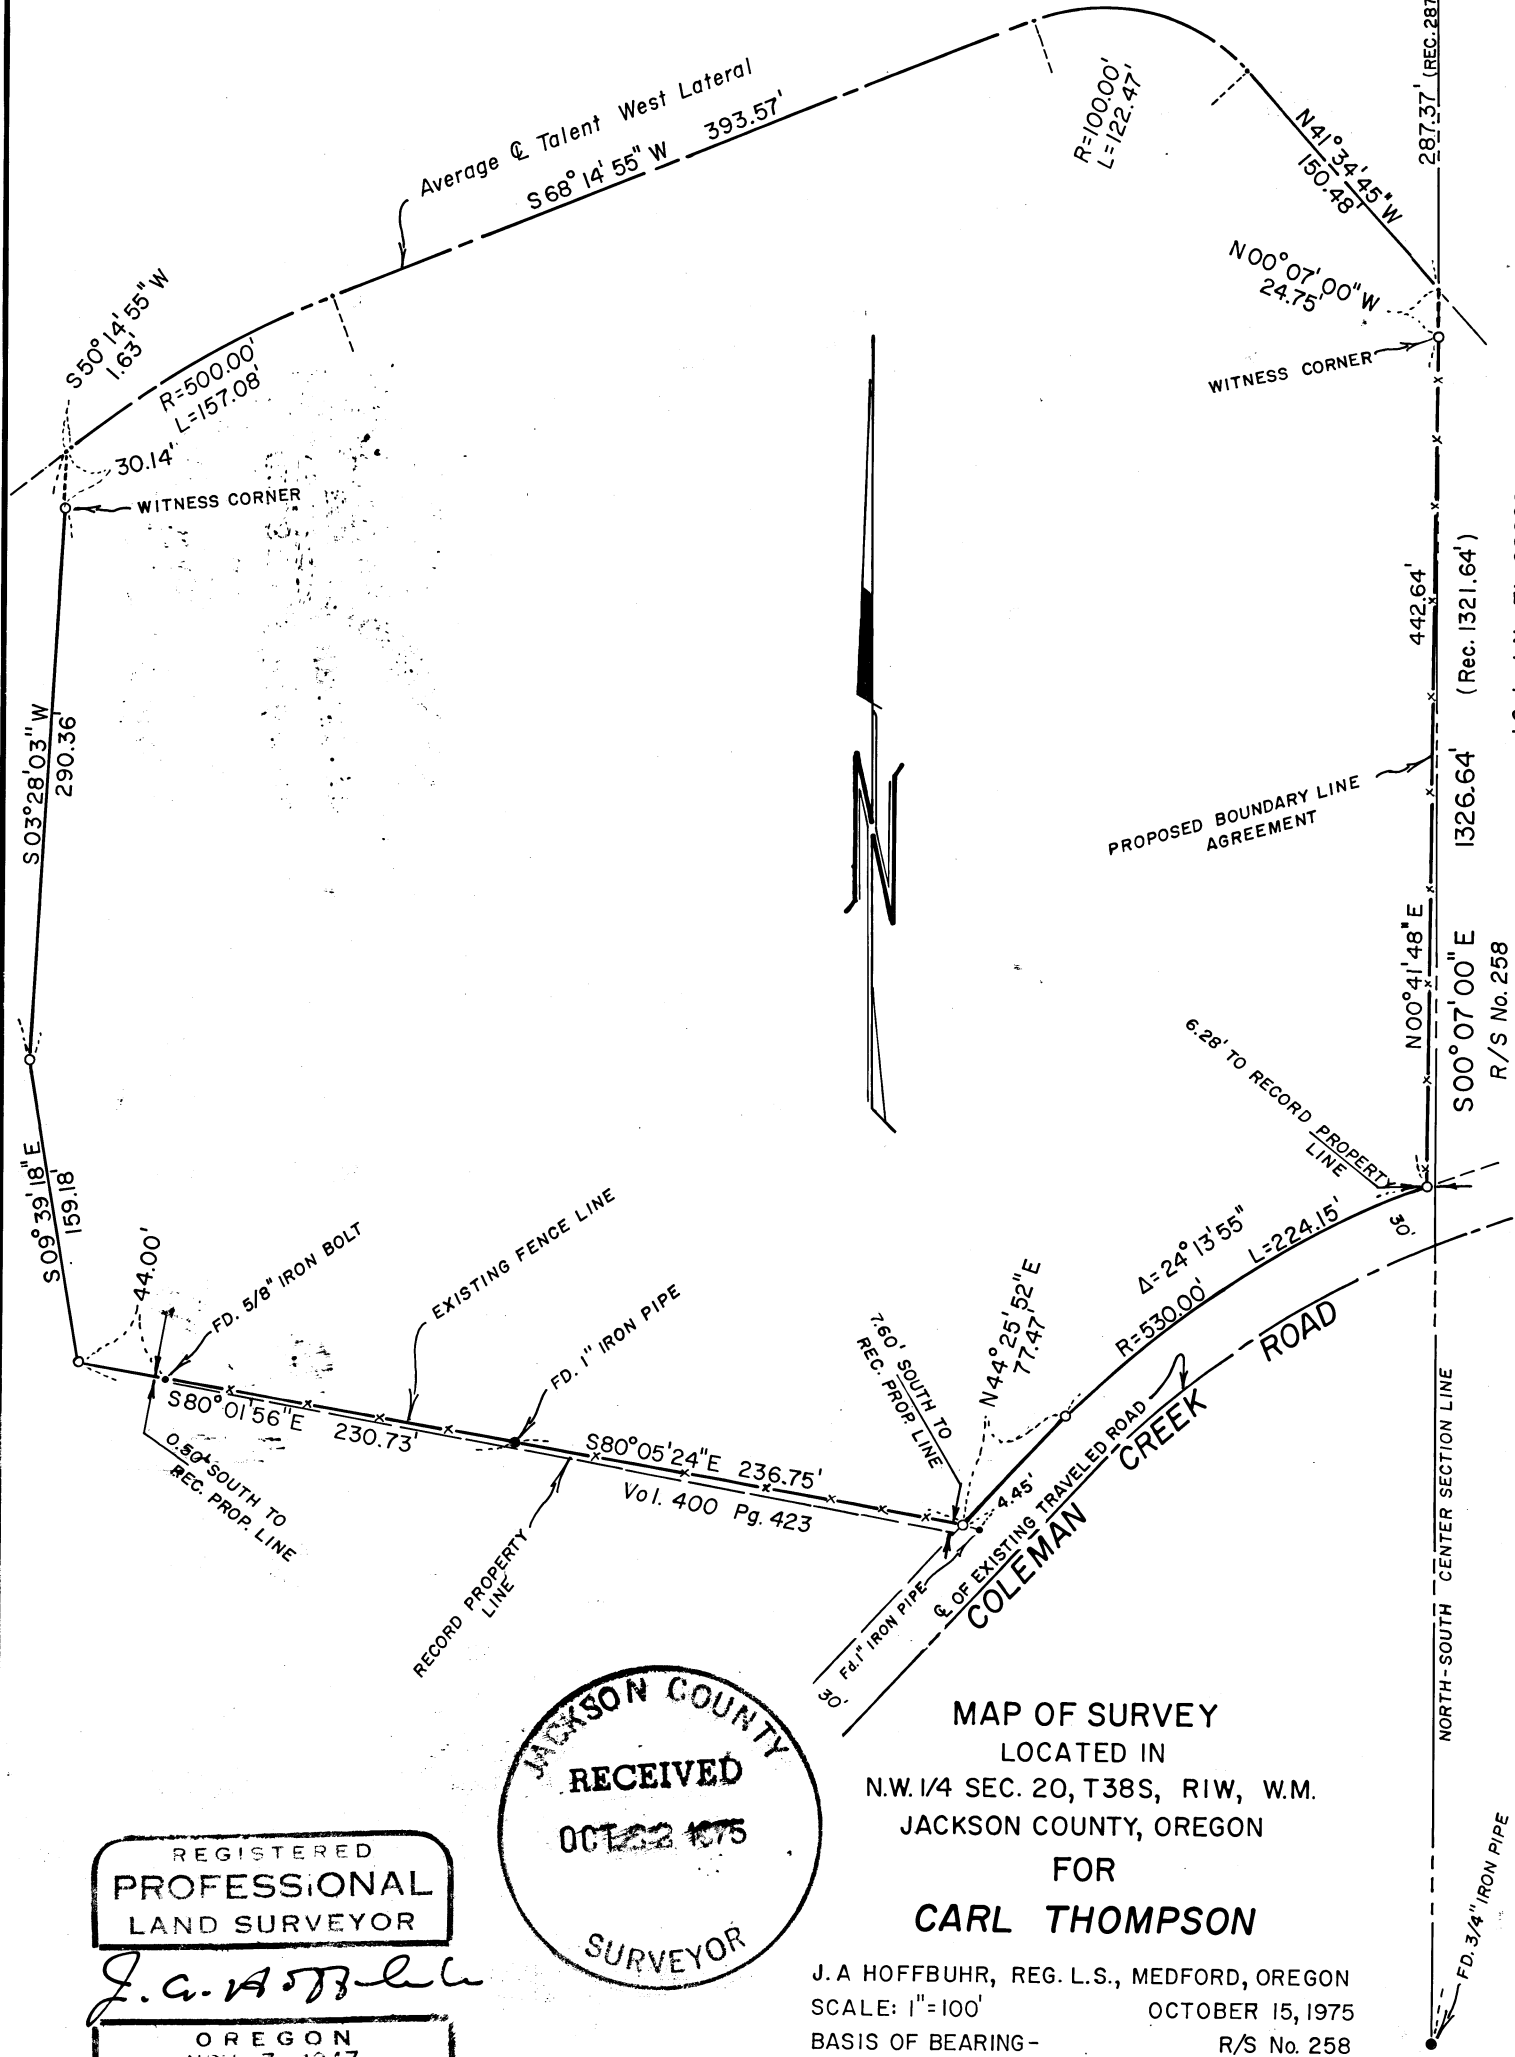 287.37' (REC. 287
Average ℄ Talent West Lateral
S68° 14' 55" W 393.57'
R=100.00'
L=122.47'
N41° 34' 45" W
150.48'
N00° 07' 00" W
24.75'
WITNESS CORNER
S50° 14' 55" W
1.63'
R=500.00'
L=157.08'
30.14'
WITNESS CORNER
442.64'
1326.64' (Rec. 1321.64')
S03° 28' 03" W
290.36'
PROPOSED BOUNDARY LINE
AGREEMENT
N
N00° 41' 48" E
S00° 07' 00" E
R/S No. 258
6.28' TO RECORD PROPERTY
LINE
S09° 39' 18" E
159.18'
44.00'
FD. 5/8" IRON BOLT
EXISTING FENCE LINE
FD. 1" IRON PIPE
7.60' SOUTH TO
REC. PROP. LINE
N44° 25' 52" E
77.47'
Δ= 24° 13' 55"
R=530.00' L=224.15'
30'
S80° 01' 56" E 230.73'
0.50' SOUTH TO
REC. PROP. LINE
S80° 05' 24" E 236.75'
Vol. 400 Pg. 423
RECORD PROPERTY
LINE
4.45'
Fd. 1" IRON PIPE
30'
℄ OF EXISTING TRAVELED ROAD
COLEMAN CREEK ROAD
NORTH-SOUTH CENTER SECTION LINE
FD. 3/4" IRON PIPE
JACKSON COUNTY
RECEIVED
OCT 22 1975
SURVEYOR
MAP OF SURVEY
LOCATED IN
N.W. 1/4 SEC. 20, T38S, R1W, W.M.
JACKSON COUNTY, OREGON
FOR
CARL THOMPSON
J. A HOFFBUHR, REG. L.S., MEDFORD, OREGON
SCALE: 1"=100' OCTOBER 15, 1975
BASIS OF BEARING- R/S No. 258
REGISTERED
PROFESSIONAL
LAND SURVEYOR
J. A. Hoffbuhr
OREGON